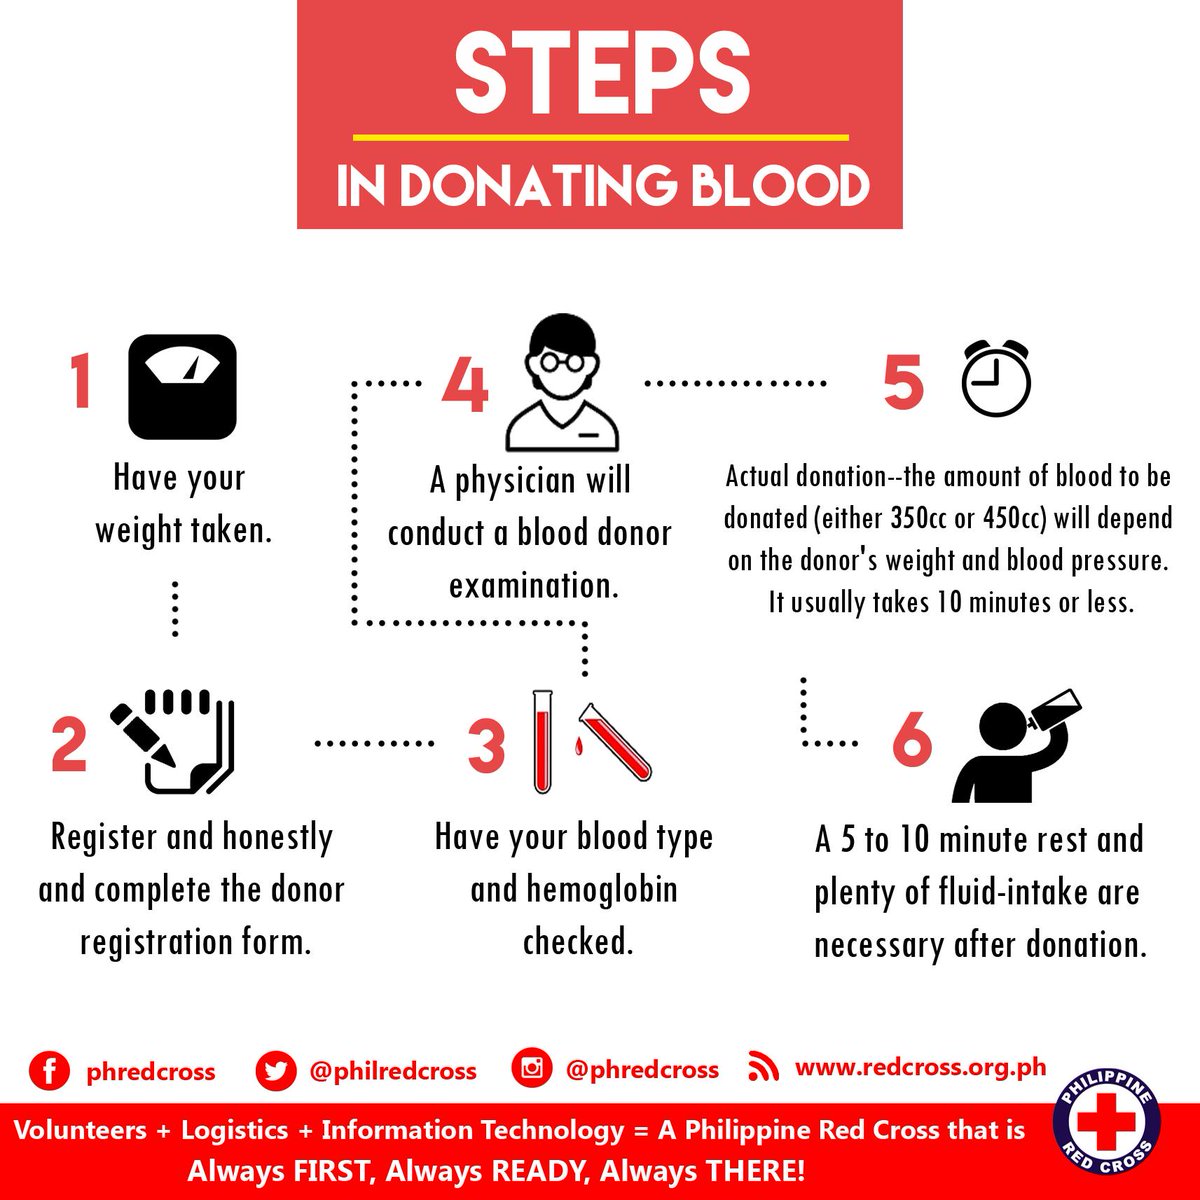 STEPS
IN DONATING BLOOD
1
Have your
weight taken.
2
Register and honestly
and complete the donor
registration form.
3
Have your blood type
and hemoglobin
checked.
4
A physician will
conduct a blood donor
examination.
5
Actual donation--the amount of blood to be
donated (either 350cc or 450cc) will depend
on the donor's weight and blood pressure.
It usually takes 10 minutes or less.
6
A 5 to 10 minute rest and
plenty of fluid-intake are
necessary after donation.
phredcross @philredcross @phredcross www.redcross.org.ph
Volunteers + Logistics + Information Technology = A Philippine Red Cross that is
Always FIRST, Always READY, Always THERE!
PHILIPPINE
RED CROSS